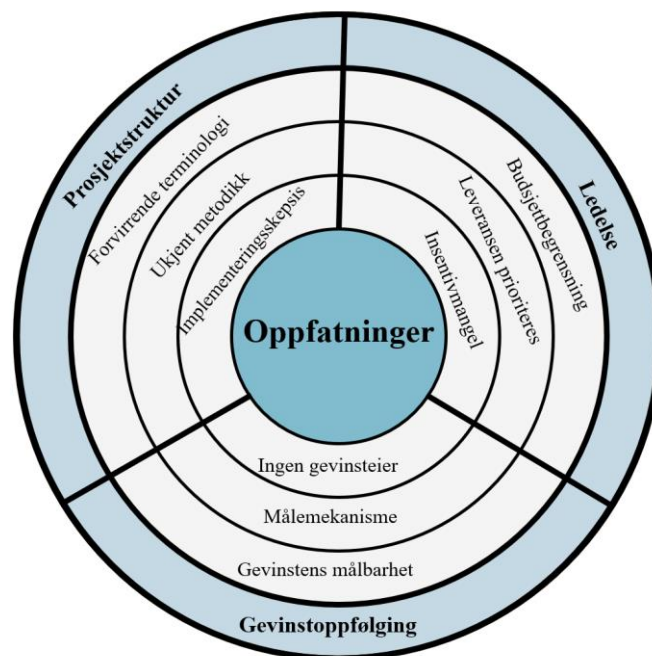 Prosjektstruktur
Forvirrende terminologi
Ukjent metodikk
Implementeringsskepsis
Ledelse
Budsjettbegrensning
Leveransen prioriteres
Insentivmangel
Oppfatninger
Ingen gevinsteier
Målemekanisme
Gevinstens målbarhet
Gevinstoppfølging